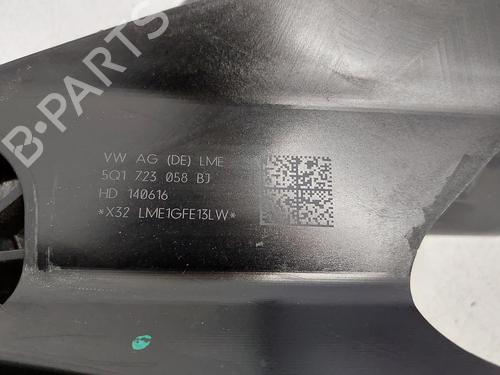 B-PARTS
VW AG (DE) LME
5Q1 723 058 BJ
HD 140616
*X32 LME1GFE13LW*